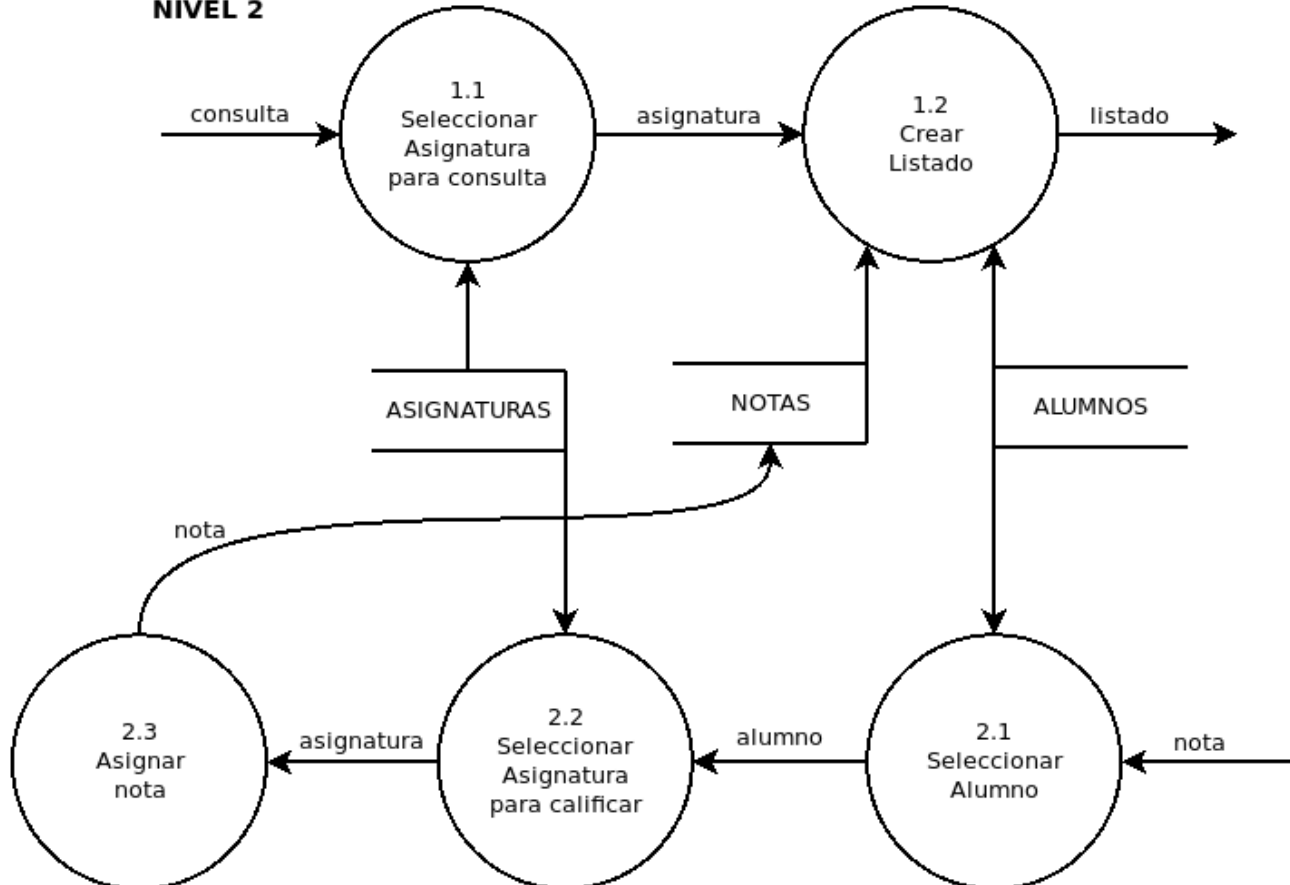 NIVEL 2
consulta
1.1
Seleccionar
Asignatura
para consulta
asignatura
1.2
Crear
Listado
listado
ASIGNATURAS
NOTAS
ALUMNOS
nota
2.3
Asignar
nota
asignatura
2.2
Seleccionar
Asignatura
para calificar
alumno
2.1
Seleccionar
Alumno
nota